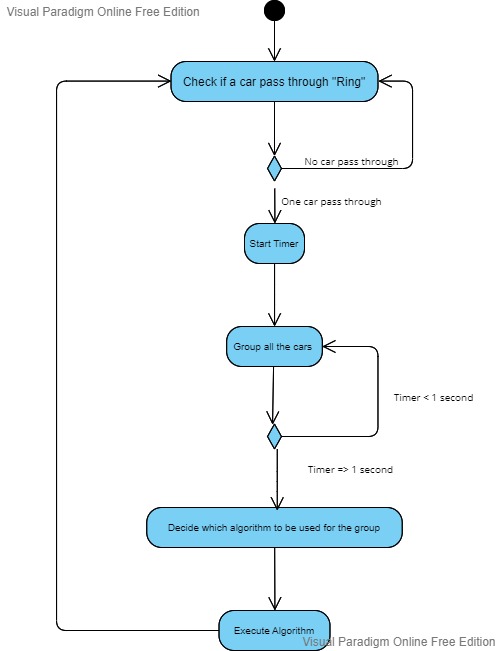 Visual Paradigm Online Free Edition
Check if a car pass through "Ring"
No car pass through
One car pass through
Start Timer
Group all the cars
Timer < 1 second
Timer => 1 second
Decide which algorithm to be used for the group
Execute Algorithm
Visual Paradigm Online Free Edition